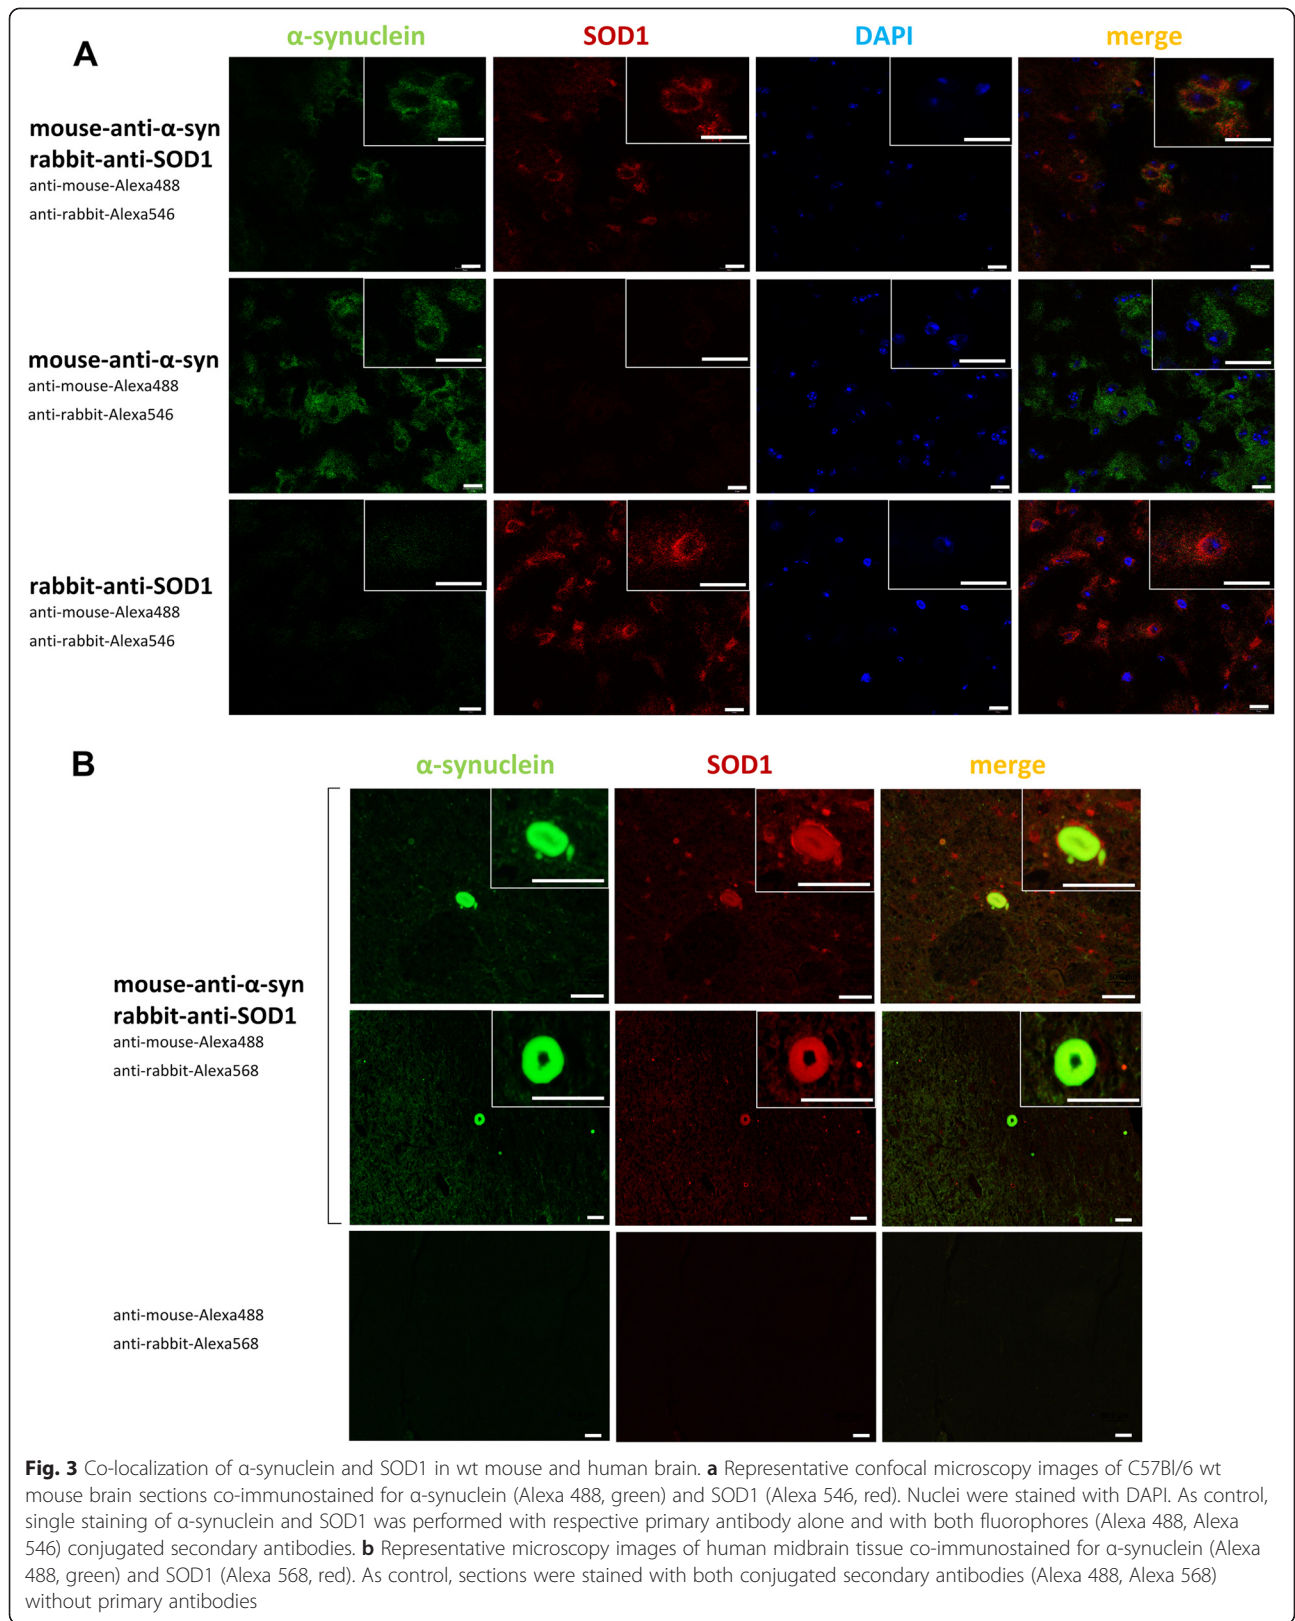 A
α-synuclein SOD1 DAPI merge
mouse-anti-α-syn
rabbit-anti-SOD1
anti-mouse-Alexa488
anti-rabbit-Alexa546
mouse-anti-α-syn
anti-mouse-Alexa488
anti-rabbit-Alexa546
rabbit-anti-SOD1
anti-mouse-Alexa488
anti-rabbit-Alexa546
B
α-synuclein SOD1 merge
mouse-anti-α-syn
rabbit-anti-SOD1
anti-mouse-Alexa488
anti-rabbit-Alexa568
anti-mouse-Alexa488
anti-rabbit-Alexa568
Fig. 3 Co-localization of α-synuclein and SOD1 in wt mouse and human brain. a Representative confocal microscopy images of C57Bl/6 wt
mouse brain sections co-immunostained for α-synuclein (Alexa 488, green) and SOD1 (Alexa 546, red). Nuclei were stained with DAPI. As control,
single staining of α-synuclein and SOD1 was performed with respective primary antibody alone and with both fluorophores (Alexa 488, Alexa
546) conjugated secondary antibodies. b Representative microscopy images of human midbrain tissue co-immunostained for α-synuclein (Alexa
488, green) and SOD1 (Alexa 568, red). As control, sections were stained with both conjugated secondary antibodies (Alexa 488, Alexa 568)
without primary antibodies